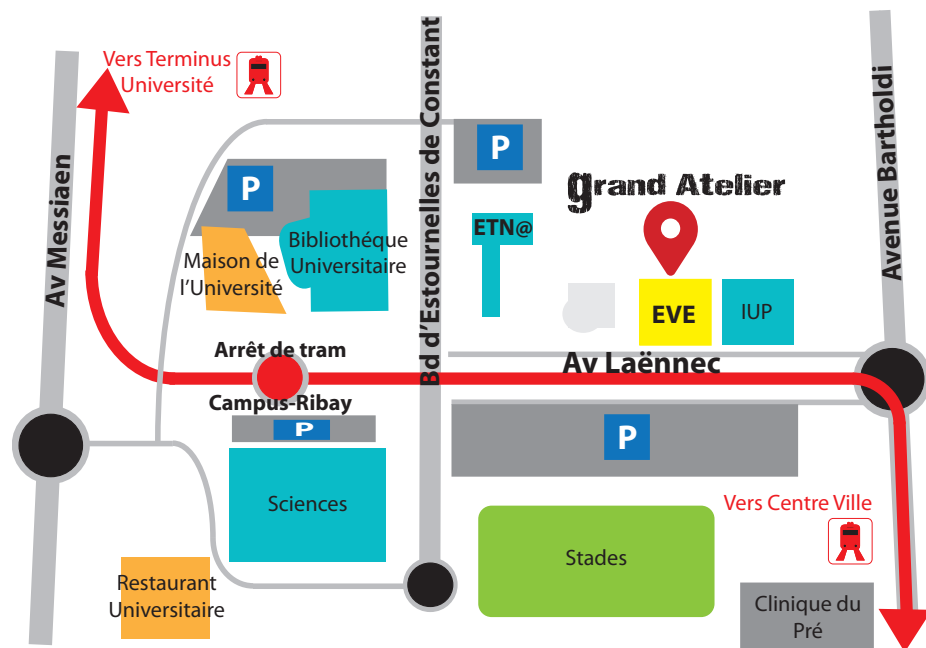 Vers Terminus
Université
Av Messiaen
Bd d'Estournelles de Constant
Avenue Bartholdi
P
P
grand Atelier
ETN@
Bibliothéque
Universitaire
Maison de
l'Université
EVE
IUP
Arrêt de tram
Campus-Ribay
Av Laënnec
P
P
Sciences
Vers Centre Ville
Stades
Restaurant
Universitaire
Clinique du
Pré